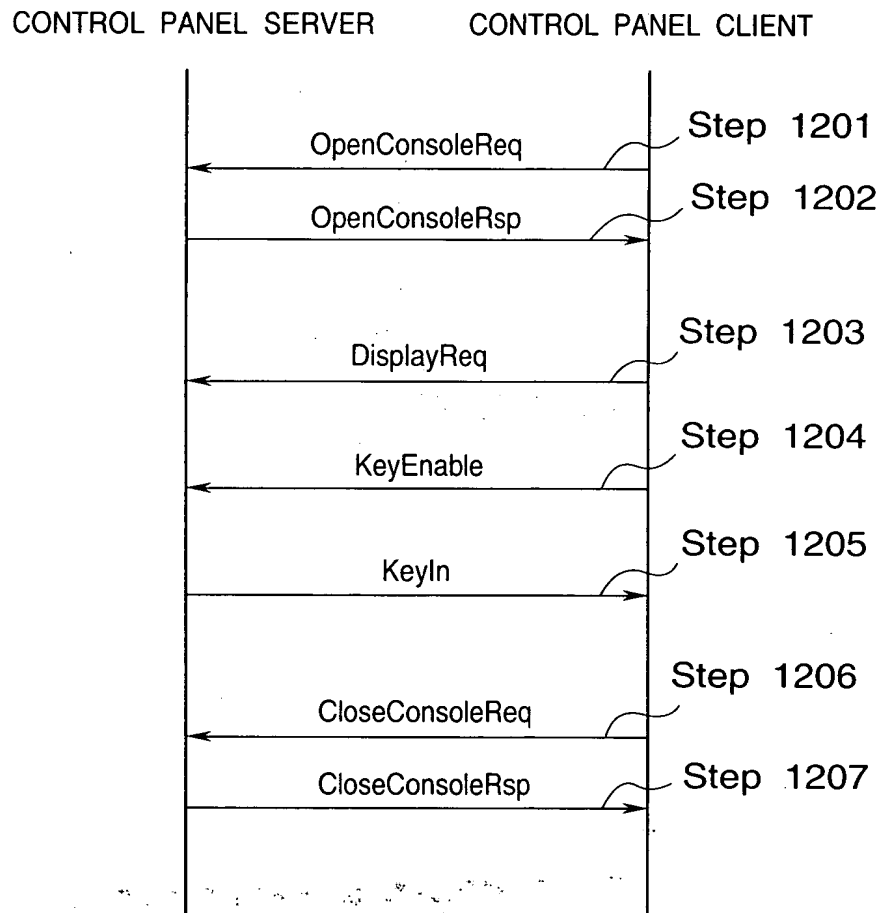 CONTROL PANEL SERVER CONTROL PANEL CLIENT
OpenConsoleReq Step 1201
OpenConsoleRsp Step 1202
DisplayReq Step 1203
KeyEnable Step 1204
KeyIn Step 1205
CloseConsoleReq Step 1206
CloseConsoleRsp Step 1207